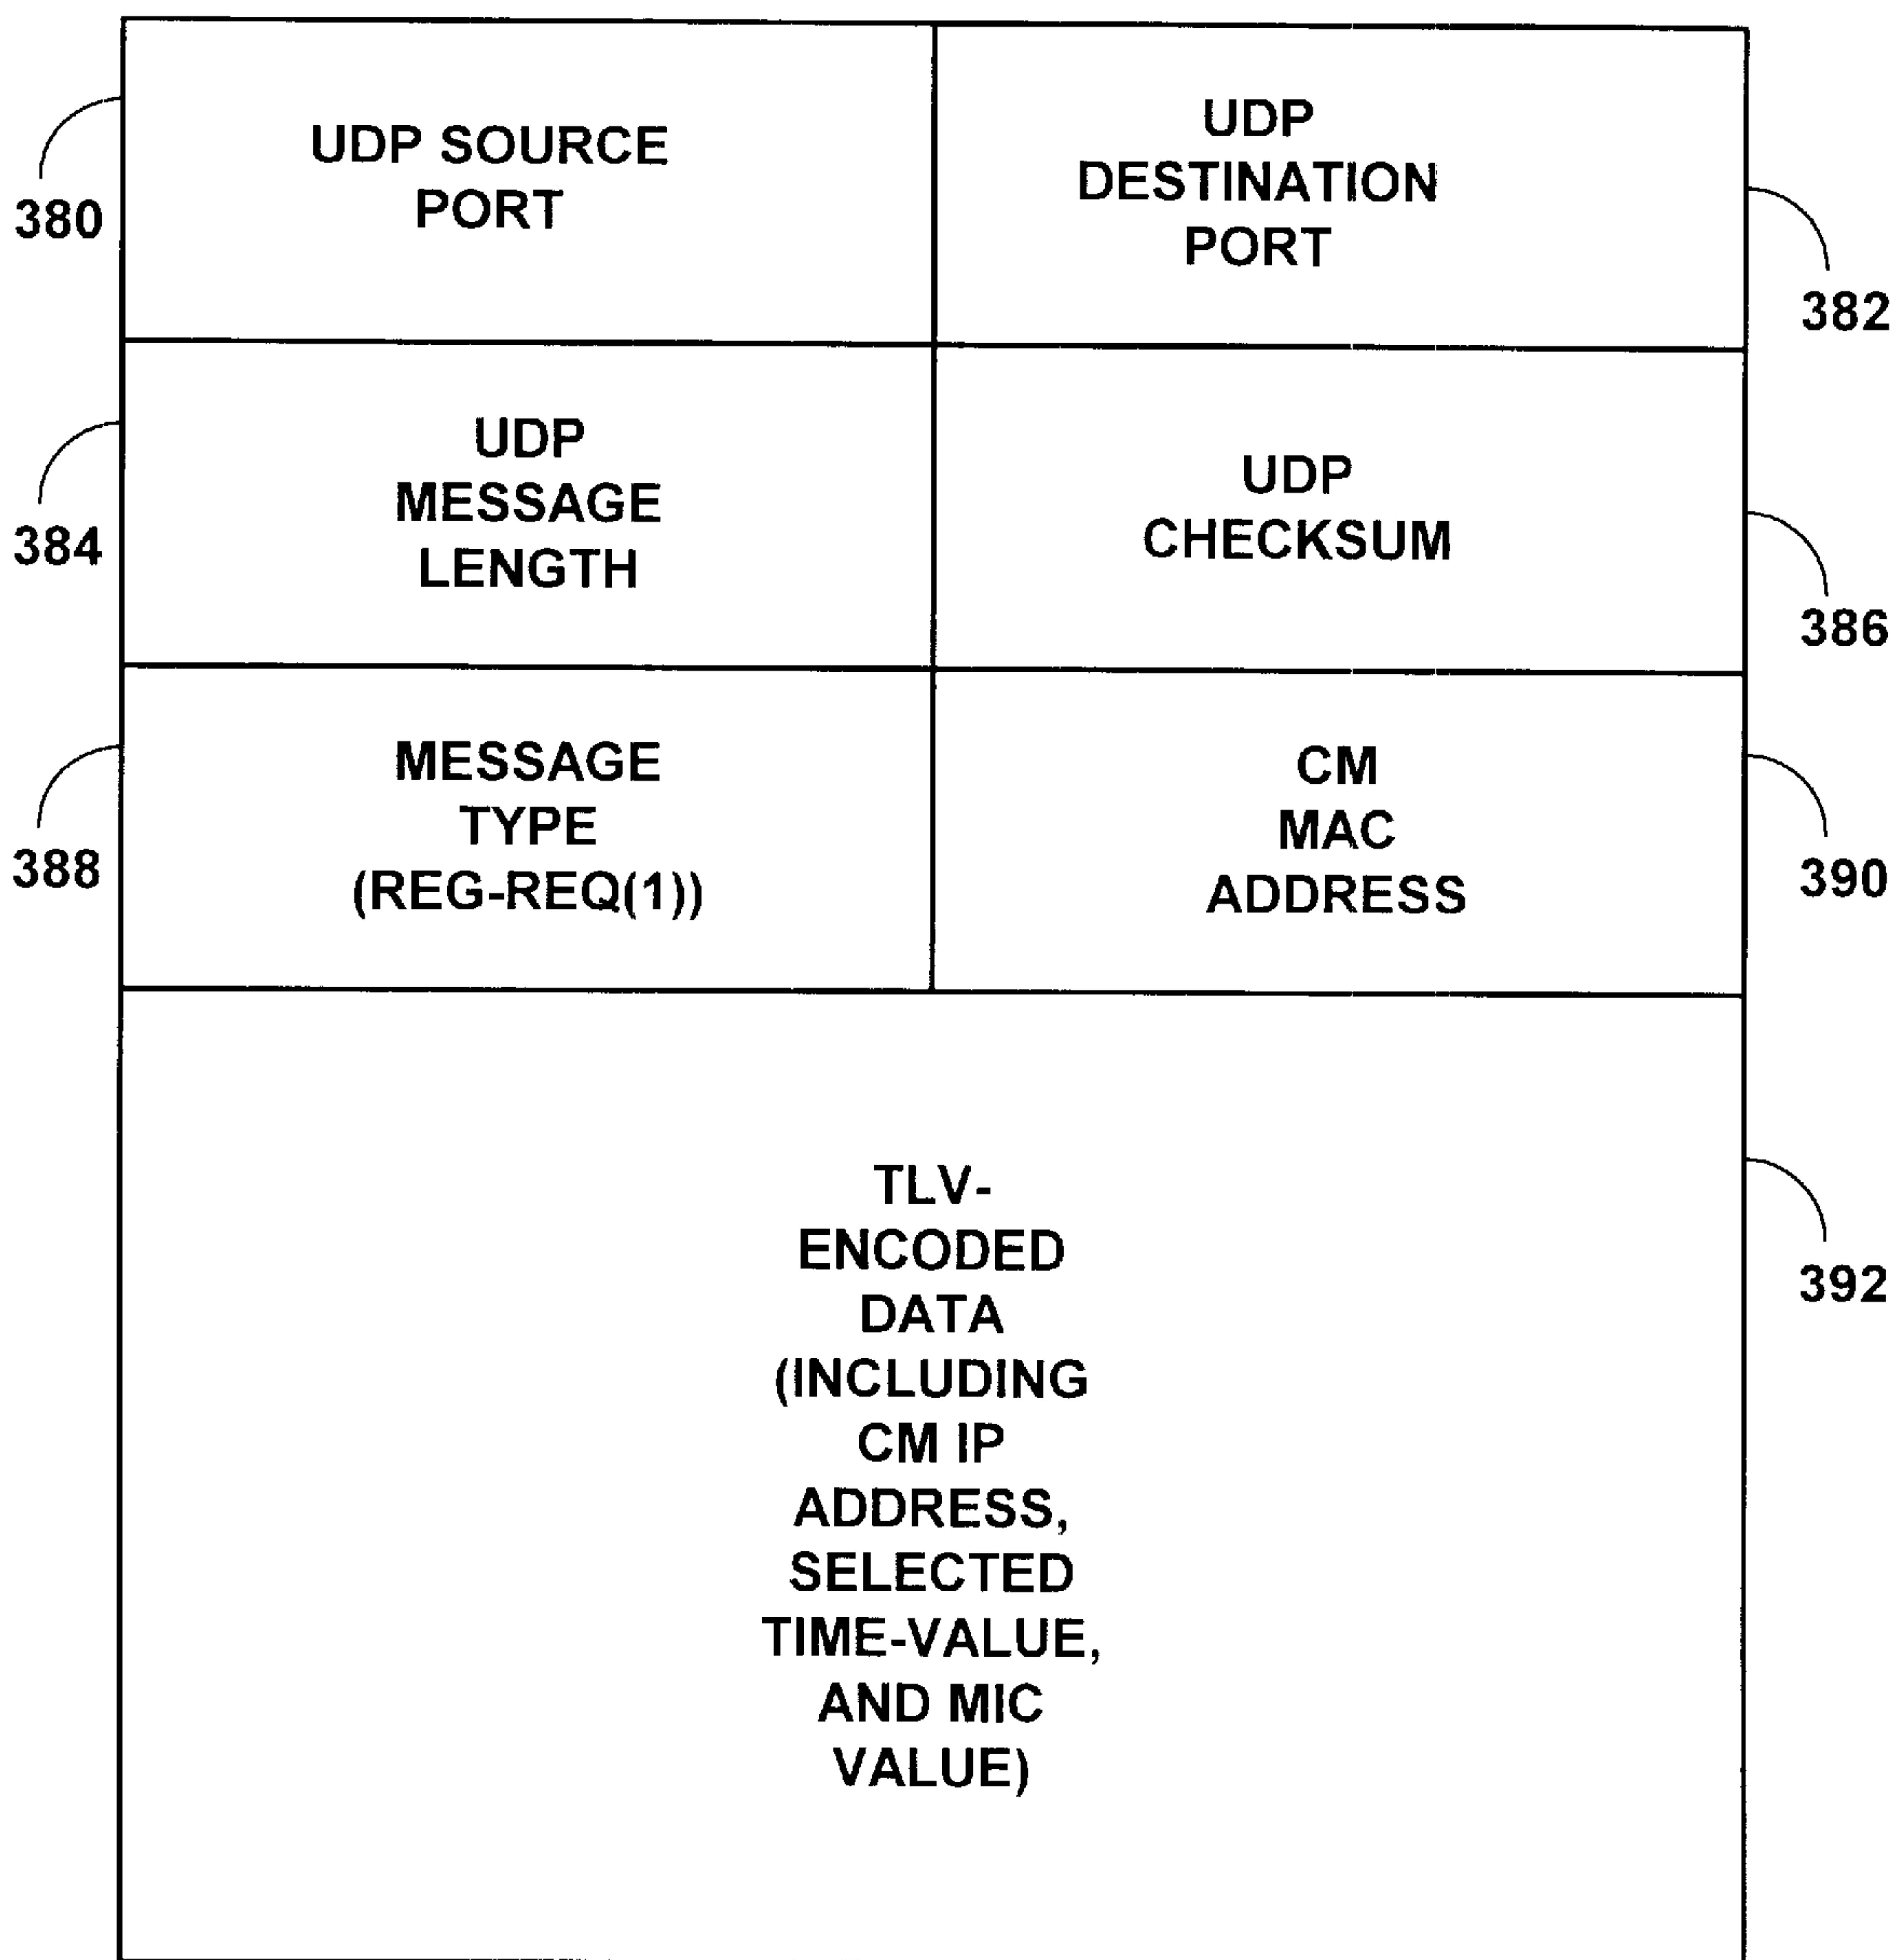 UDP SOURCE
PORT
380
UDP
DESTINATION
PORT
382
UDP
MESSAGE
LENGTH
384
UDP
CHECKSUM
386
MESSAGE
TYPE
(REG-REQ(1))
388
CM
MAC
ADDRESS
390
TLV-
ENCODED
DATA
(INCLUDING
CM IP
ADDRESS,
SELECTED
TIME-VALUE,
AND MIC
VALUE)
392